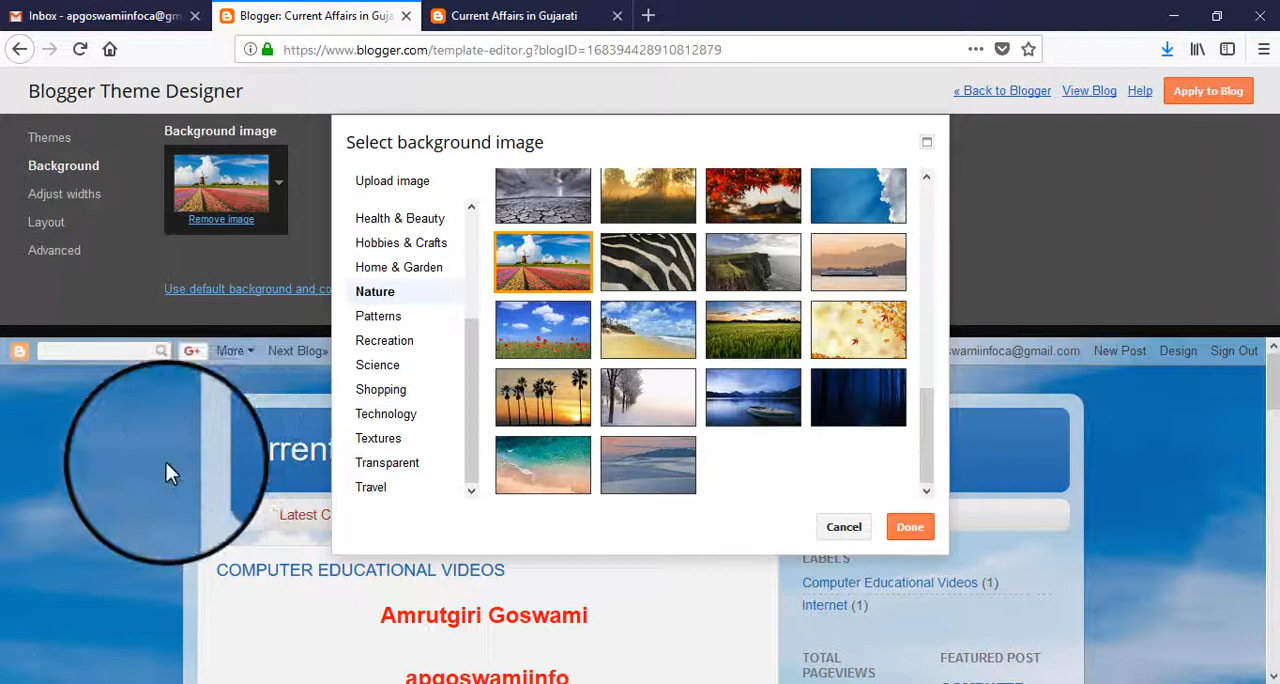 Inbox - apgoswamiinfoca@gm
Blogger: Current Affairs in Guja
Current Affairs in Gujarati
https://www.blogger.com/template-editor.g?blogID=168394428910812879
Blogger Theme Designer
« Back to Blogger
View Blog
Help
Apply to Blog
Themes
Background
Adjust widths
Layout
Advanced
Background image
Remove image
Use default background and co
Select background image
Upload image
Health & Beauty
Hobbies & Crafts
Home & Garden
Nature
Patterns
Recreation
Science
Shopping
Technology
Textures
Transparent
Travel
Cancel
Done
G+
More
Next Blog»
swamiinfoca@gmail.com
New Post
Design
Sign Out
rrent
Latest C
COMPUTER EDUCATIONAL VIDEOS
Amrutgiri Goswami
apgoswamiinfo
LABELS
Computer Educational Videos (1)
Internet (1)
TOTAL
PAGEVIEWS
FEATURED POST